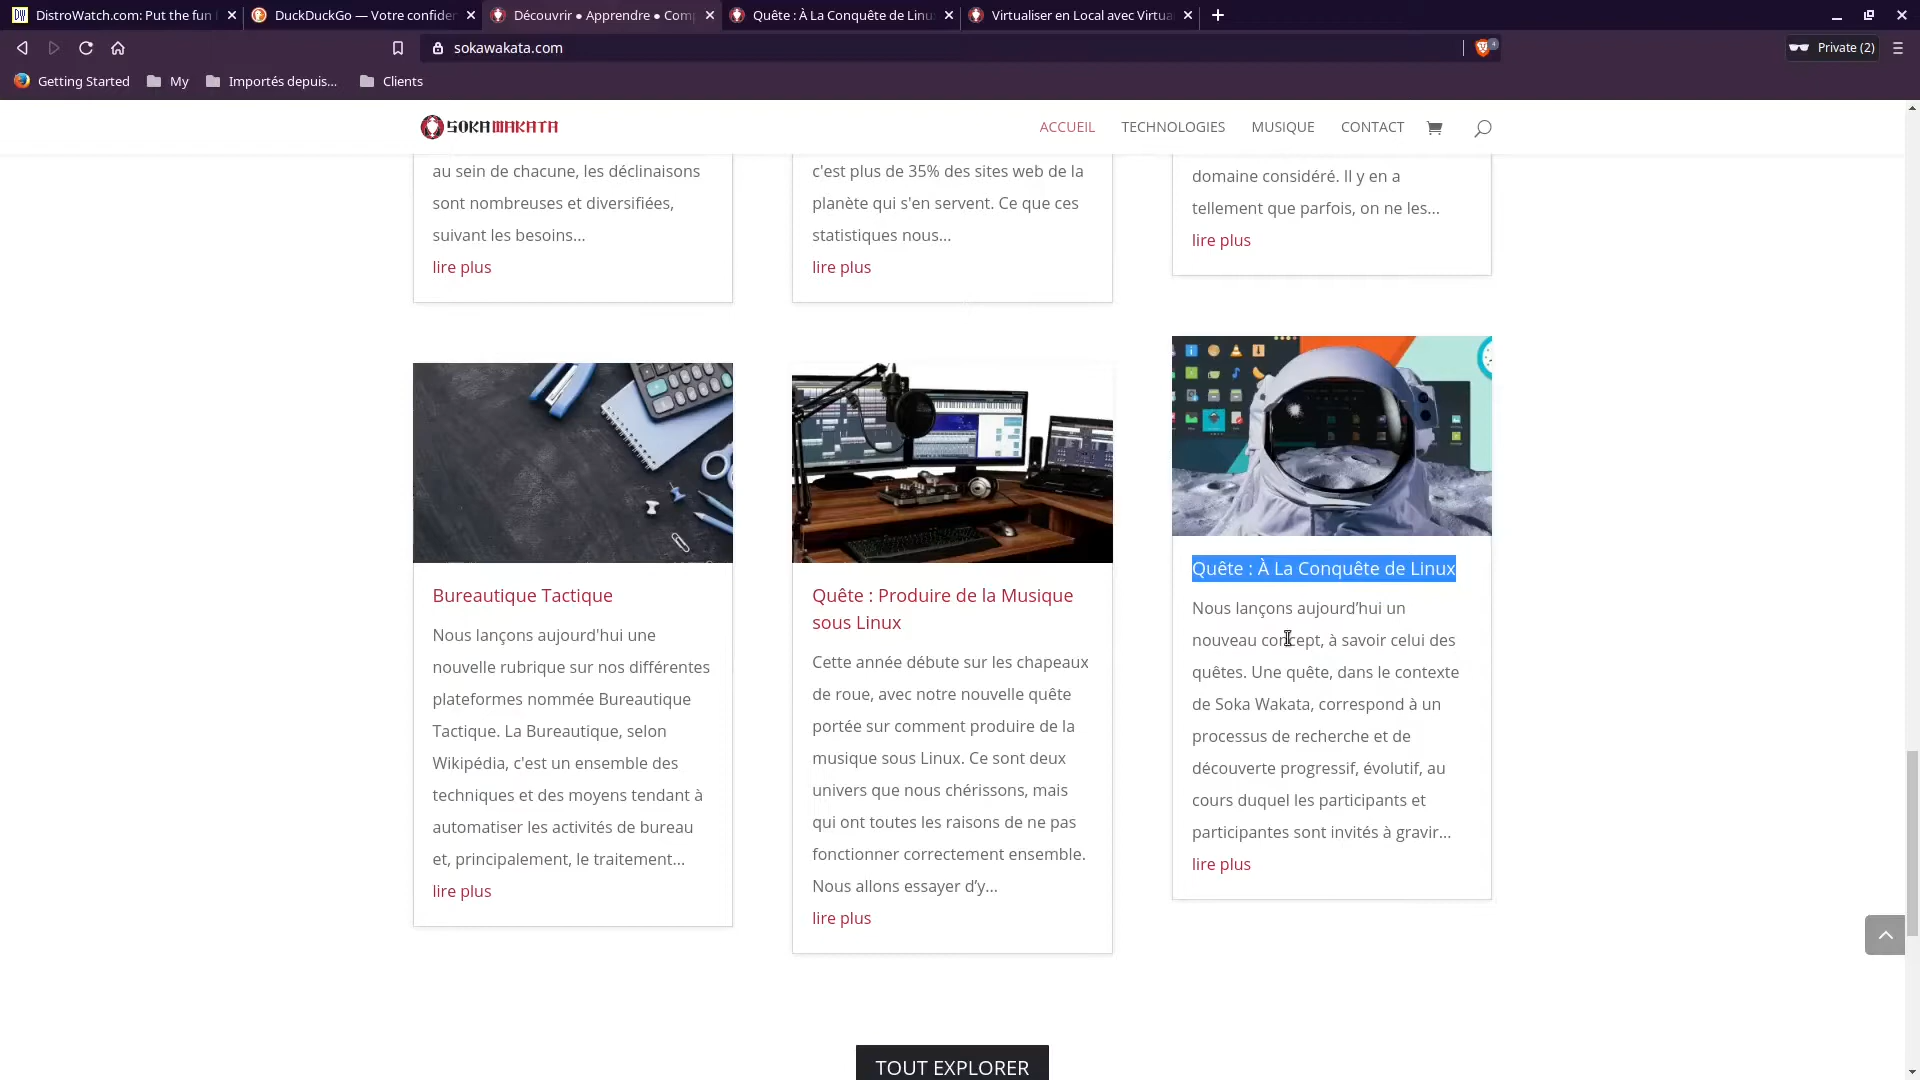 DistroWatch.com: Put the fun
DuckDuckGo — Votre confiden
Découvrir ● Apprendre ● Comp
Quête : À La Conquête de Linu
Virtualiser en Local avec Virtua
sokawakata.com
4
Private (2)
Getting Started
My
Importés depuis...
Clients
SOKAWAKATA
ACCUEIL
TECHNOLOGIES
MUSIQUE
CONTACT
au sein de chacune, les déclinaisons
sont nombreuses et diversifiées,
suivant les besoins...
lire plus
c'est plus de 35% des sites web de la
planète qui s'en servent. Ce que ces
statistiques nous...
lire plus
domaine considéré. Il y en a
tellement que parfois, on ne les...
lire plus
Bureautique Tactique
Nous lançons aujourd'hui une
nouvelle rubrique sur nos différentes
plateformes nommée Bureautique
Tactique. La Bureautique, selon
Wikipédia, c'est un ensemble des
techniques et des moyens tendant à
automatiser les activités de bureau
et, principalement, le traitement...
lire plus
Quête : Produire de la Musique
sous Linux
Cette année débute sur les chapeaux
de roue, avec notre nouvelle quête
portée sur comment produire de la
musique sous Linux. Ce sont deux
univers que nous chérissons, mais
qui ont toutes les raisons de ne pas
fonctionner correctement ensemble.
Nous allons essayer d’y...
lire plus
Quête : À La Conquête de Linux
Nous lançons aujourd’hui un
nouveau concept, à savoir celui des
quêtes. Une quête, dans le contexte
de Soka Wakata, correspond à un
processus de recherche et de
découverte progressif, évolutif, au
cours duquel les participants et
participantes sont invités à gravir...
lire plus
TOUT EXPLORER